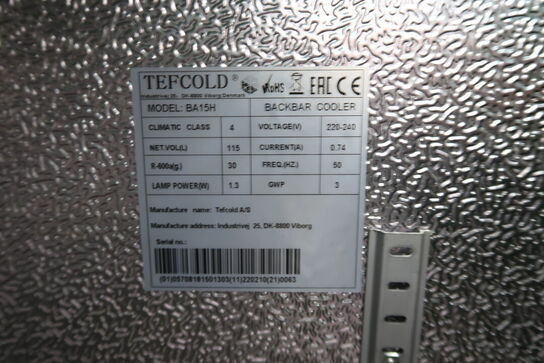 TEFCOLD® RoHS EAC CE
Industrivej 25, DK-8800 Viborg Denmark
MODEL: BA15H BACKBAR COOLER
CLIMATIC CLASS 4 VOLTAGE(V) 220-240
NET.VOL(L) 115 CURRENT(A) 0.74
R-600a(g.) 30 FREQ.(HZ.) 50
LAMP POWER(W) 1.3 GWP 3
Manufacture name: Tefcold A/S
Manufacture address: Industrivej 25, DK-8800 Viborg
Serial no.:
(01)05708181501303(11)220210(21)0063